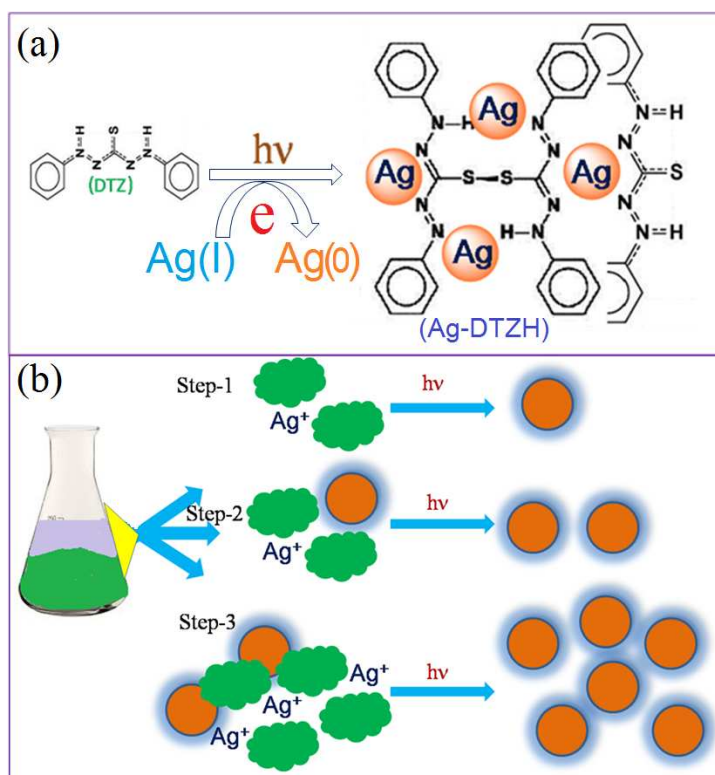 (a)
H
N
N
S
N
N
H
(DTZ)
hν
e
Ag(I)
Ag(0)
N
H
Ag
N
N
N
H
N
N
Ag
S
S
Ag
S
N
N
N
N
H
N
Ag
H
N
(Ag-DTZH)
(b)
Step-1
Ag+
hν
Step-2
Ag+
hν
Step-3
Ag+
Ag+
Ag+
hν